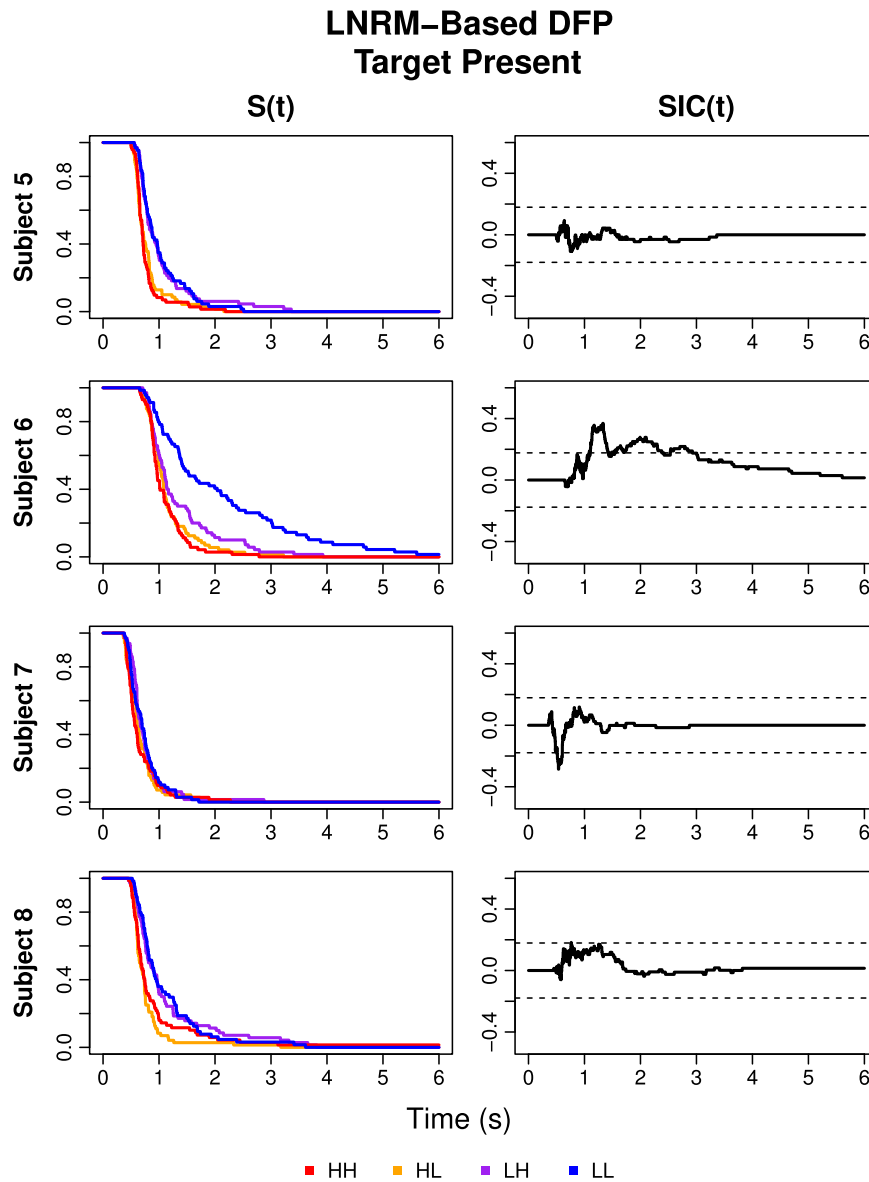 LNRM−Based DFP
Target Present
S(t)
SIC(t)
Subject 5
0.0 0.4 0.8
0 1 2 3 4 5 6
−0.4 0.0 0.4
0 1 2 3 4 5 6
Subject 6
0.0 0.4 0.8
0 1 2 3 4 5 6
−0.4 0.0 0.4
0 1 2 3 4 5 6
Subject 7
0.0 0.4 0.8
0 1 2 3 4 5 6
−0.4 0.0 0.4
0 1 2 3 4 5 6
Subject 8
0.0 0.4 0.8
0 1 2 3 4 5 6
−0.4 0.0 0.4
0 1 2 3 4 5 6
Time (s)
HH HL LH LL